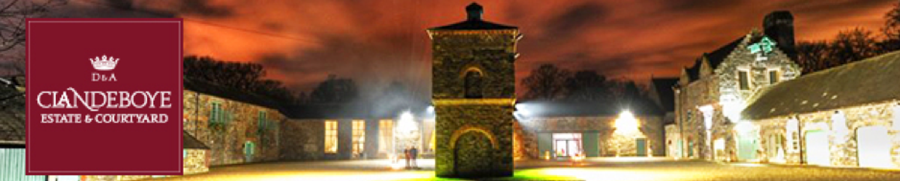 D&A
CLANDEBOYE
ESTATE & COURTYARD